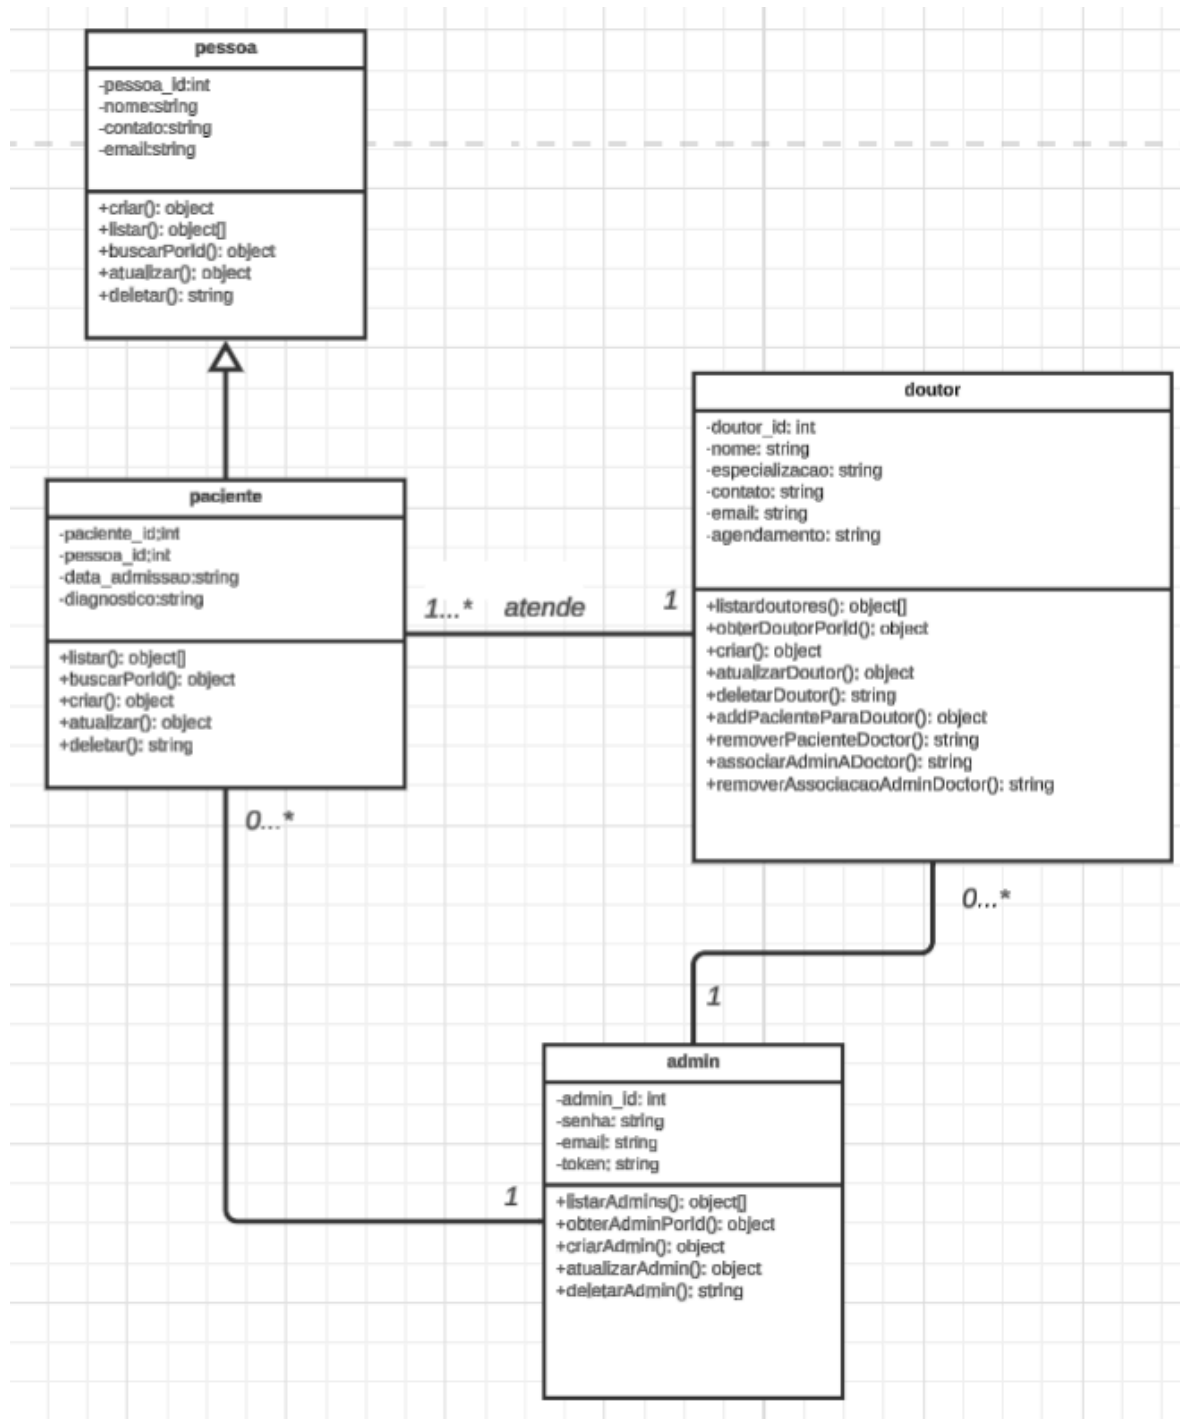 pessoa
-pessoa_id:int
-nome:string
-contato:string
-email:string
+criar(): object
+listar(): object[]
+buscarPorId(): object
+atualizar(): object
+deletar(): string
paciente
-paciente_id:int
-pessoa_id:int
-data_admissao:string
-diagnostico:string
+listar(): object[]
+buscarPorId(): object
+criar(): object
+atualizar(): object
+deletar(): string
1...* atende 1
doutor
-doutor_id: int
-nome: string
-especializacao: string
-contato: string
-email: string
-agendamento: string
+listardoutores(): object[]
+obterDoutorPorId(): object
+criar(): object
+atualizarDoutor(): object
+deletarDoutor(): string
+addPacienteParaDoutor(): object
+removerPacienteDoctor(): string
+associarAdminADoctor(): string
+removerAssociacaoAdminDoctor(): string
0...*
0...*
1
1
admin
-admin_id: int
-senha: string
-email: string
-token: string
+listarAdmins(): object[]
+obterAdminPorId(): object
+criarAdmin(): object
+atualizarAdmin(): object
+deletarAdmin(): string